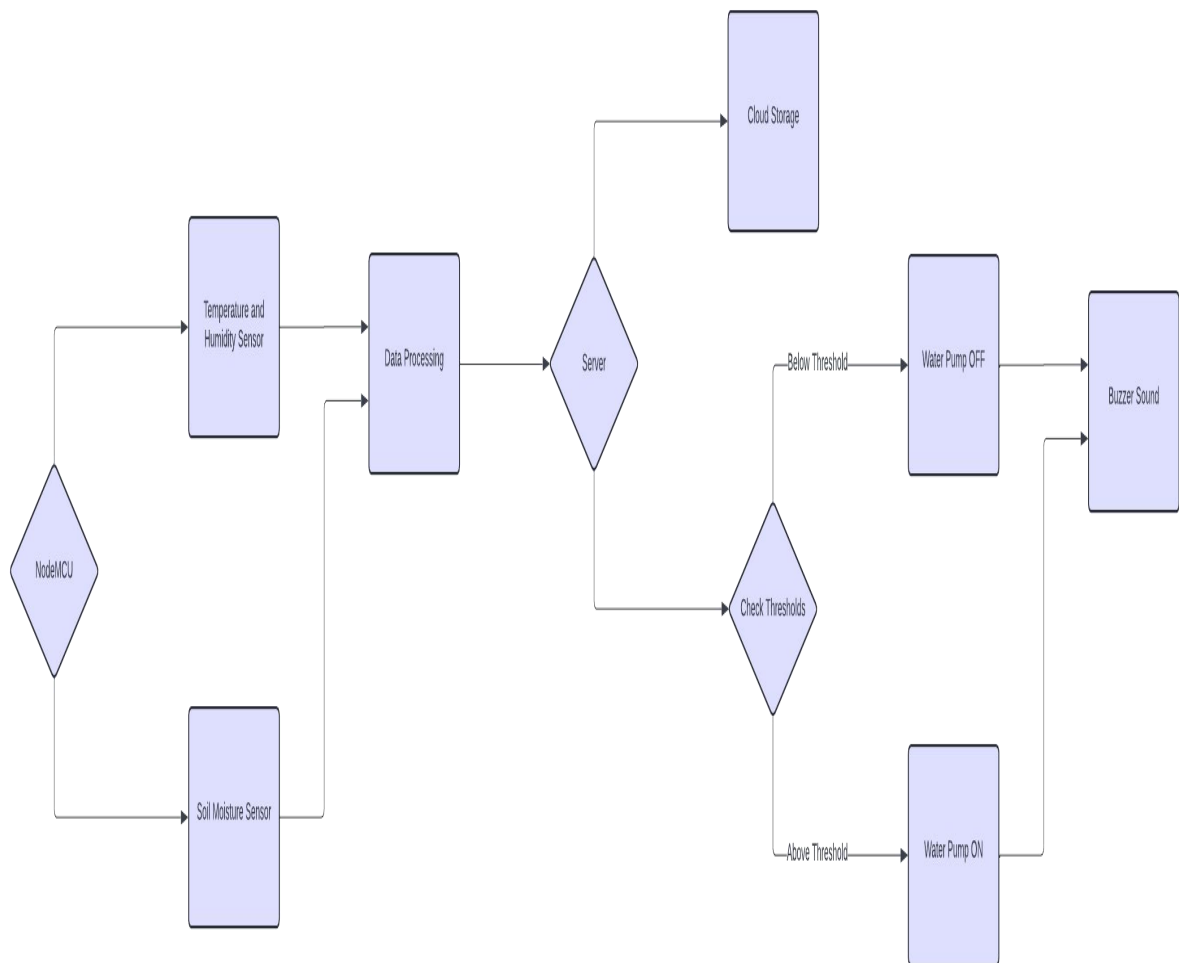 Cloud Storage
Temperature and
Humidity Sensor
Data Processing
Server
Below Threshold
Water Pump OFF
Buzzer Sound
NodeMCU
Check Thresholds
Soil Moisture Sensor
Above Threshold
Water Pump ON